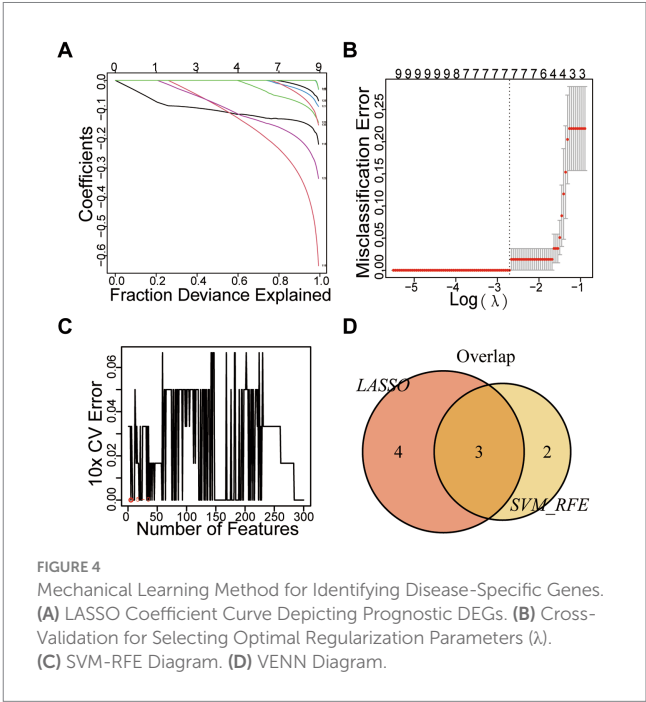 A
0 1 3 4 7 9
Coefficients
0.0
−0.1
−0.2
−0.3
−0.4
−0.5
−0.6
0.0 0.2 0.4 0.6 0.8 1.0
Fraction Deviance Explained
B
9 9 9 9 9 9 8 7 7 7 7 7 7 7 7 6 4 4 3 3
Misclassification Error
0.25
0.20
0.15
0.10
0.05
0.00
−5 −4 −3 −2 −1
Log(λ)
C
10x CV Error
0.06
0.04
0.02
0.00
0 50 100 150 200 250 300
Number of Features
D
Overlap
LASSO
4 3 2
SVM_RFE
FIGURE 4
Mechanical Learning Method for Identifying Disease-Specific Genes.
(A) LASSO Coefficient Curve Depicting Prognostic DEGs. (B) Cross-
Validation for Selecting Optimal Regularization Parameters (λ).
(C) SVM-RFE Diagram. (D) VENN Diagram.